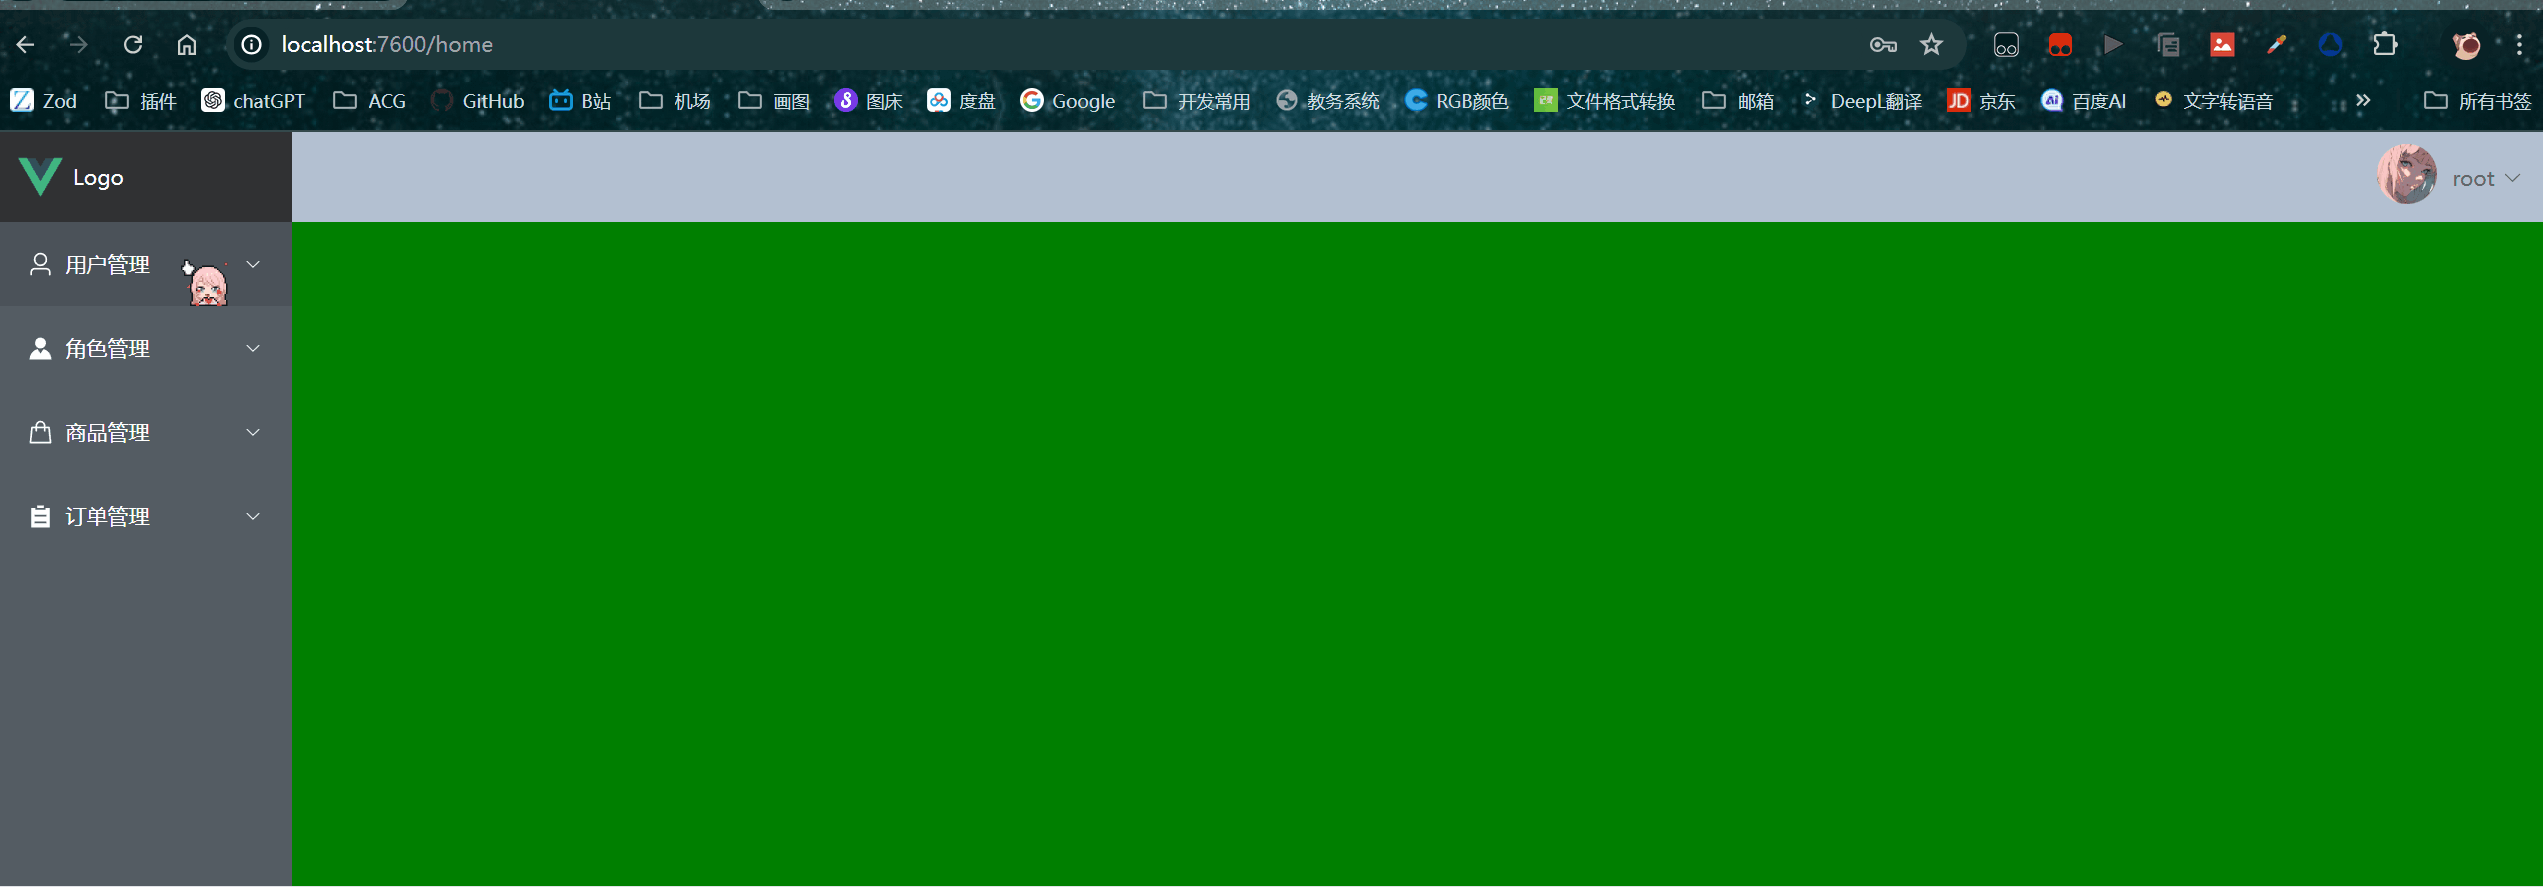 localhost:7600/home
Zod 插件 chatGPT ACG GitHub B站 机场 画图 图床 度盘 Google 开发常用 教务系统 RGB颜色 文件格式转换 邮箱 DeepL翻译 JD 京东 Ai 百度AI 文字转语音 所有书签
Logo
root
用户管理
角色管理
商品管理
订单管理